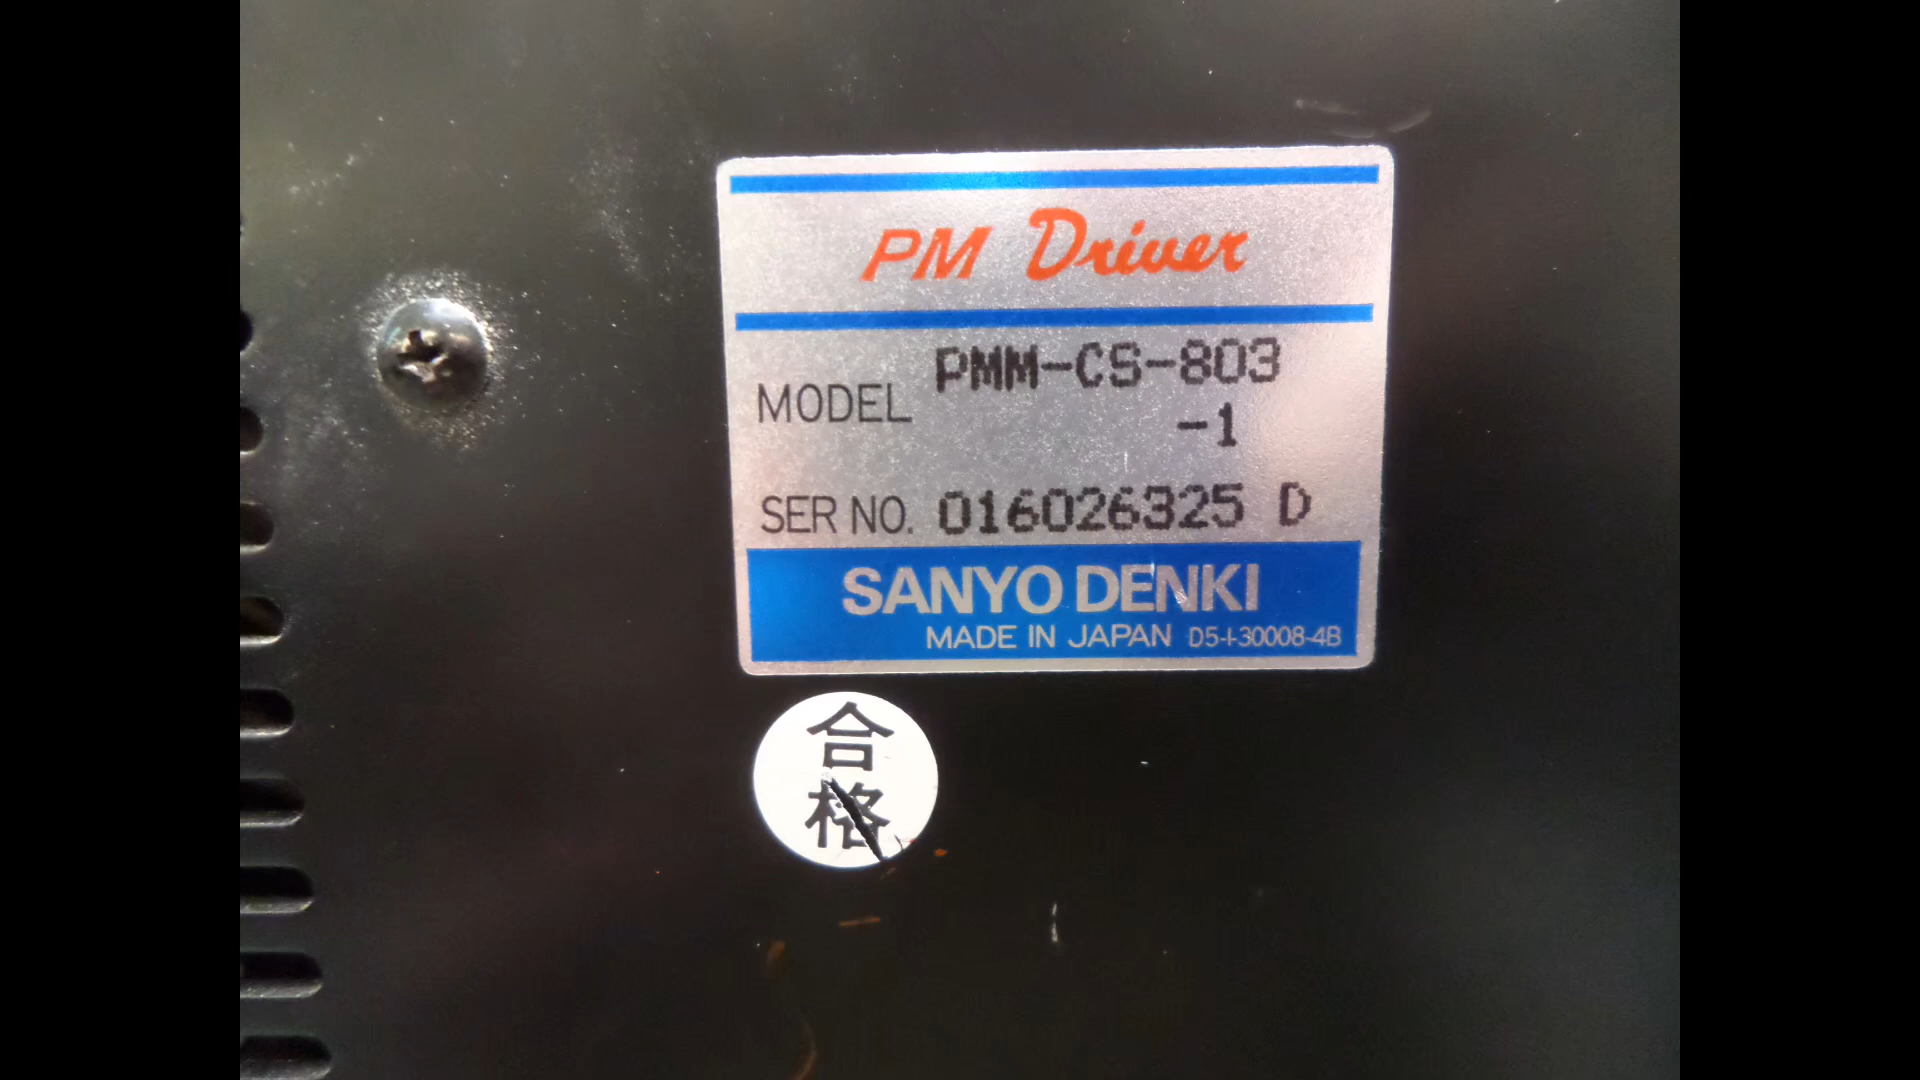 PM Driver
MODEL PMM-CS-803
-1
SER NO. 016026325 D
SANYO DENKI
MADE IN JAPAN D5-I-30008-4B
合
格